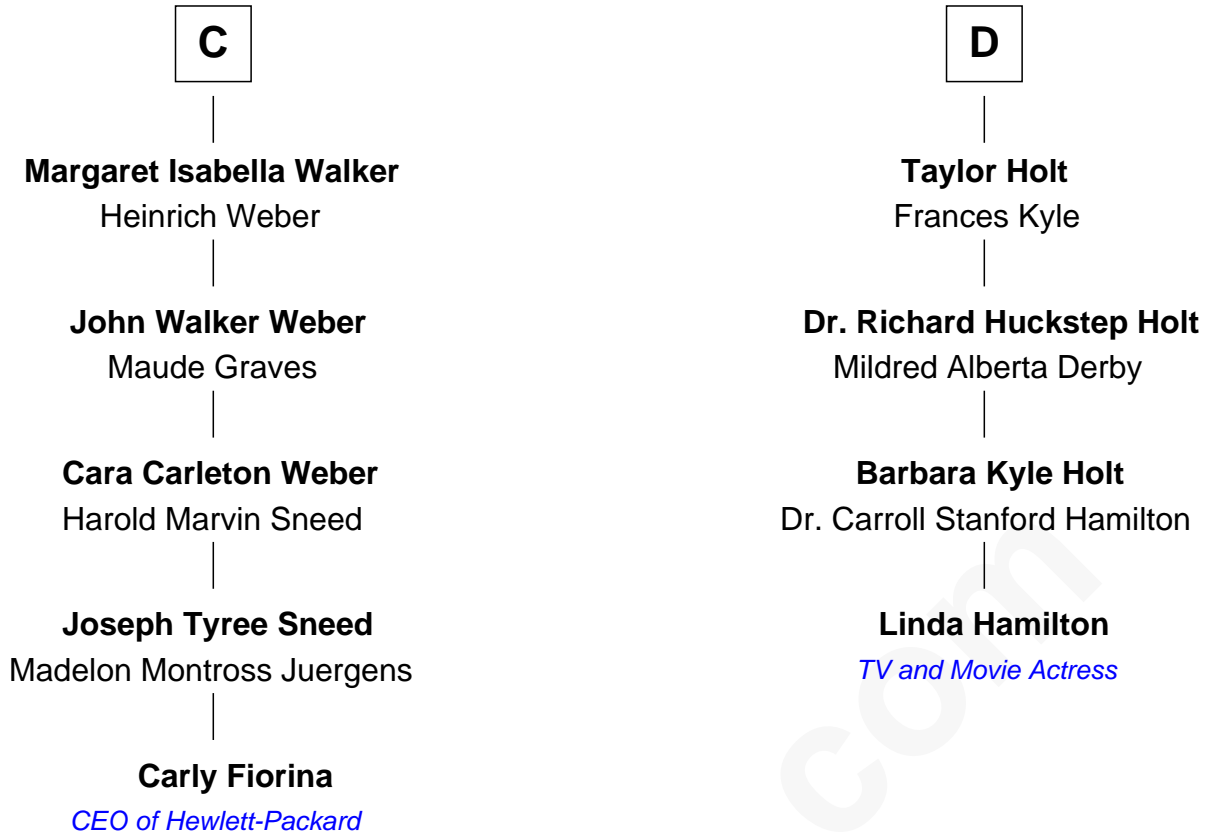 C
Margaret Isabella Walker
Heinrich Weber
John Walker Weber
Maude Graves
Cara Carleton Weber
Harold Marvin Sneed
Joseph Tyree Sneed
Madelon Montross Juergens
Carly Fiorina
CEO of Hewlett-Packard
D
Taylor Holt
Frances Kyle
Dr. Richard Huckstep Holt
Mildred Alberta Derby
Barbara Kyle Holt
Dr. Carroll Stanford Hamilton
Linda Hamilton
TV and Movie Actress
com